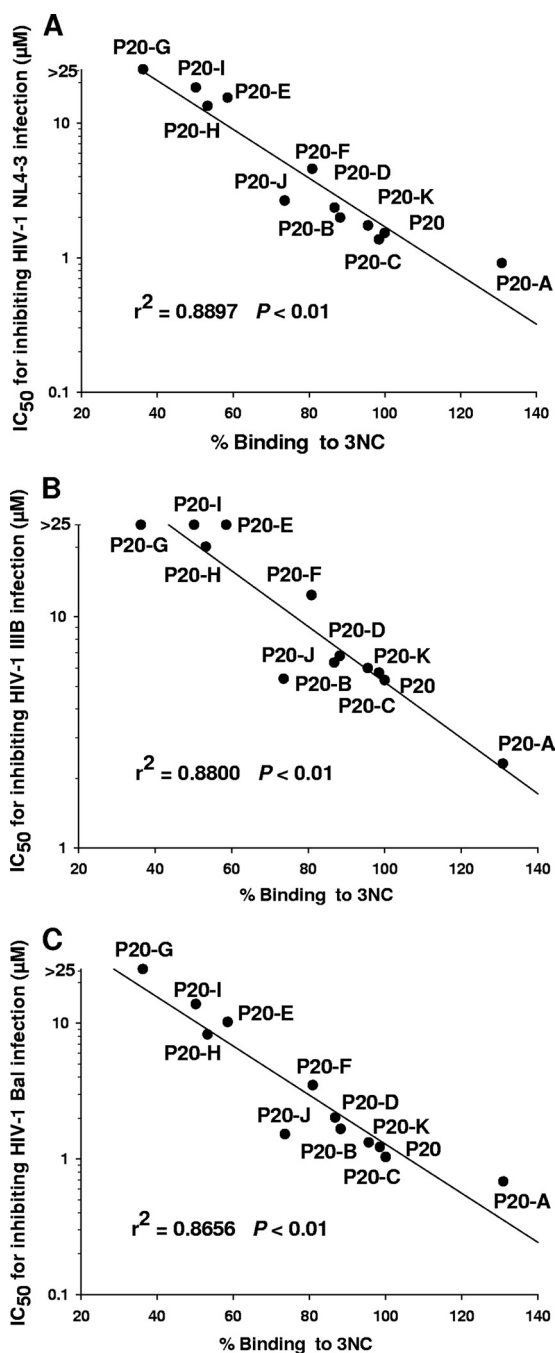 A
IC50 for inhibiting HIV-1 NL4-3 infection (µM)
>25
10
1
0.1
P20-G
P20-I
P20-E
P20-H
P20-F
P20-D
P20-J
P20-K
P20-B
P20
P20-C
P20-A
r2 = 0.8897 P < 0.01
20 40 60 80 100 120 140
% Binding to 3NC
B
IC50 for inhibiting HIV-1 IIIB infection (µM)
>25
10
1
P20-I
P20-G
P20-E
P20-H
P20-F
P20-D
P20-J
P20-K
P20-B
P20
P20-C
P20-A
r2 = 0.8800 P < 0.01
20 40 60 80 100 120 140
% Binding to 3NC
C
IC50 for inhibiting HIV-1 Bal infection (µM)
>25
10
1
0.1
P20-G
P20-I
P20-E
P20-H
P20-F
P20-D
P20-J
P20-K
P20-B
P20
P20-C
P20-A
r2 = 0.8656 P < 0.01
20 40 60 80 100 120 140
% Binding to 3NC